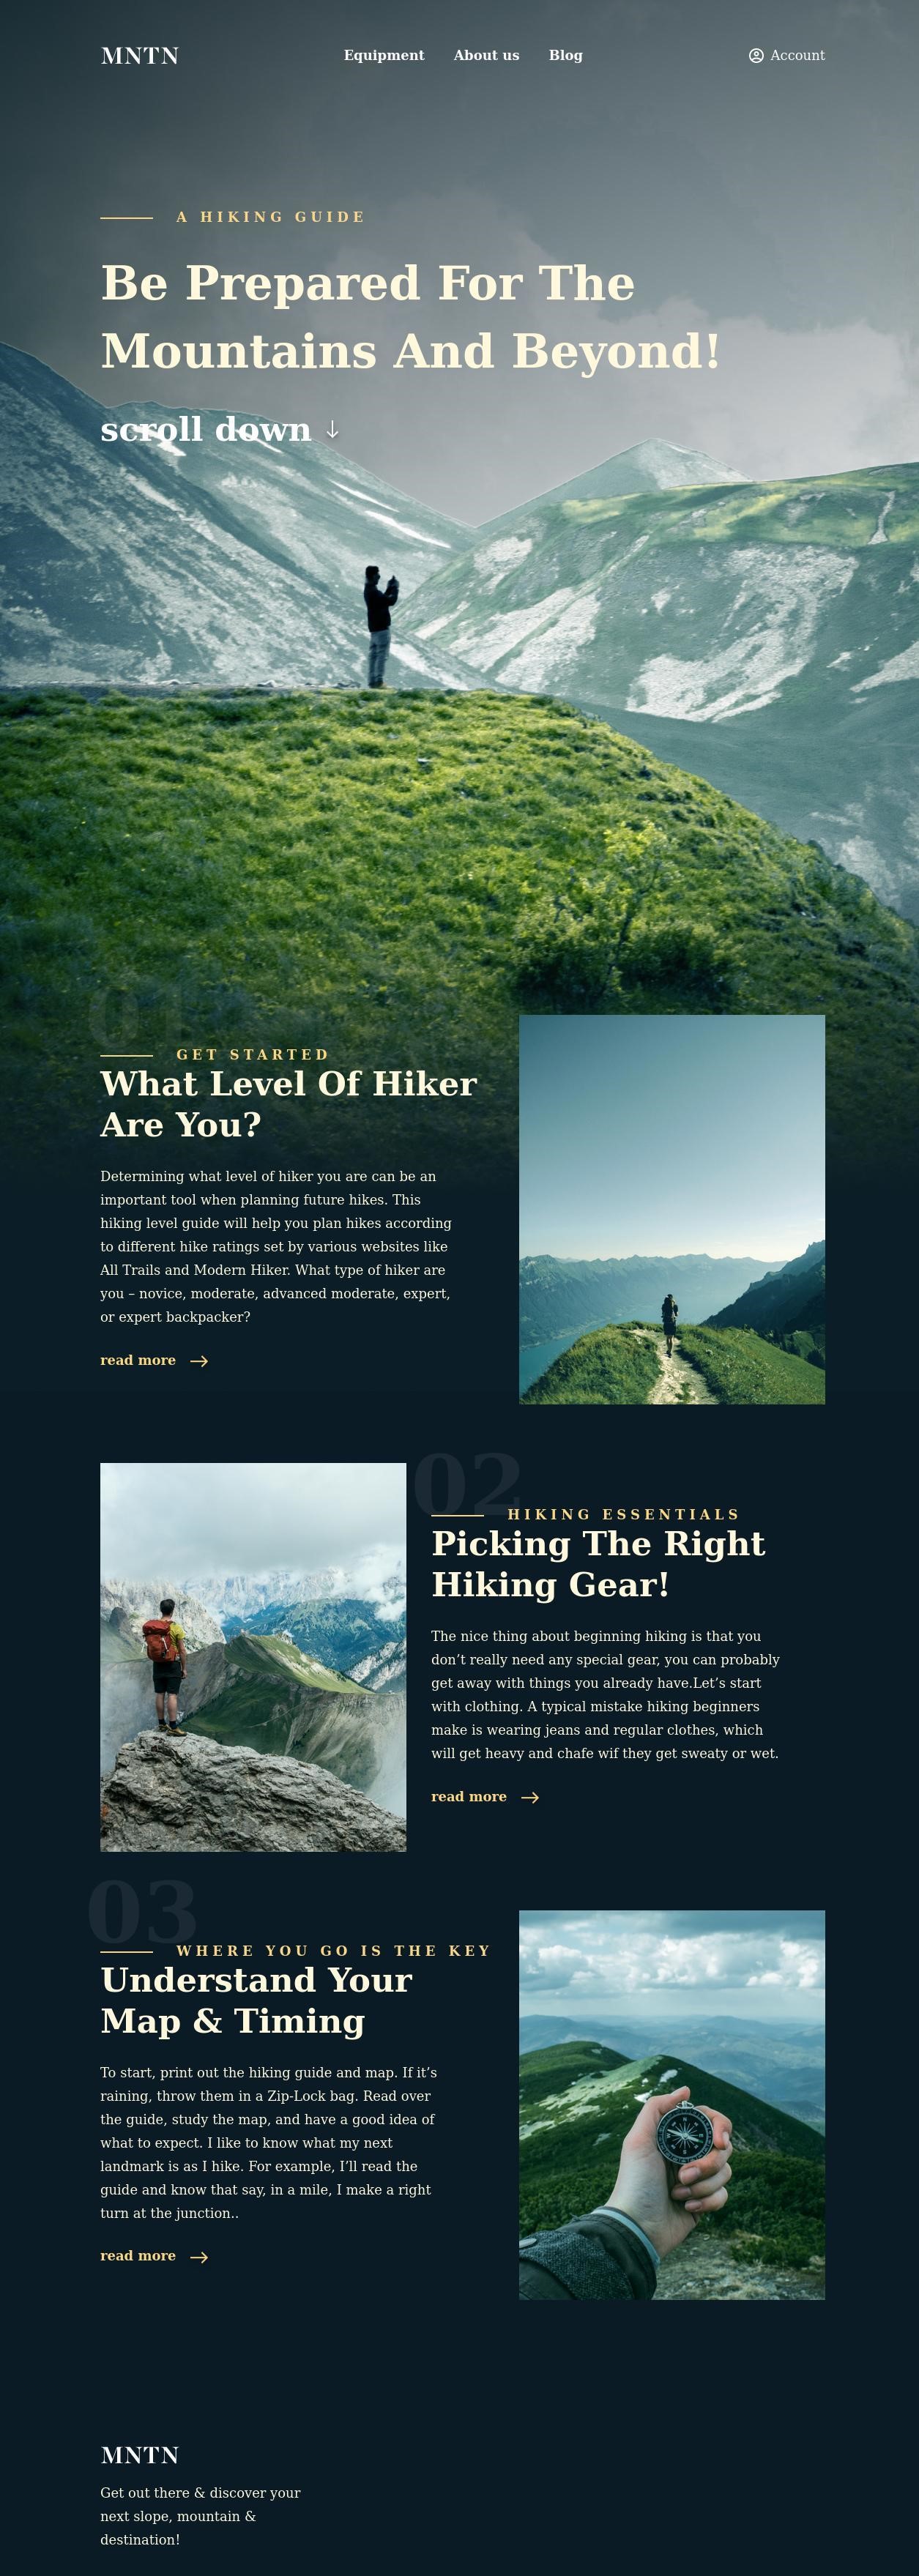 MNTN
Equipment About us Blog
Account
A HIKING GUIDE
Be Prepared For The
Mountains And Beyond!
scroll down
01
GET STARTED
What Level Of Hiker
Are You?
Determining what level of hiker you are can be an
important tool when planning future hikes. This
hiking level guide will help you plan hikes according
to different hike ratings set by various websites like
All Trails and Modern Hiker. What type of hiker are
you – novice, moderate, advanced moderate, expert,
or expert backpacker?
read more
02
HIKING ESSENTIALS
Picking The Right
Hiking Gear!
The nice thing about beginning hiking is that you
don’t really need any special gear, you can probably
get away with things you already have.Let’s start
with clothing. A typical mistake hiking beginners
make is wearing jeans and regular clothes, which
will get heavy and chafe wif they get sweaty or wet.
read more
03
WHERE YOU GO IS THE KEY
Understand Your
Map & Timing
To start, print out the hiking guide and map. If it’s
raining, throw them in a Zip-Lock bag. Read over
the guide, study the map, and have a good idea of
what to expect. I like to know what my next
landmark is as I hike. For example, I’ll read the
guide and know that say, in a mile, I make a right
turn at the junction..
read more
MNTN
Get out there & discover your
next slope, mountain &
destination!